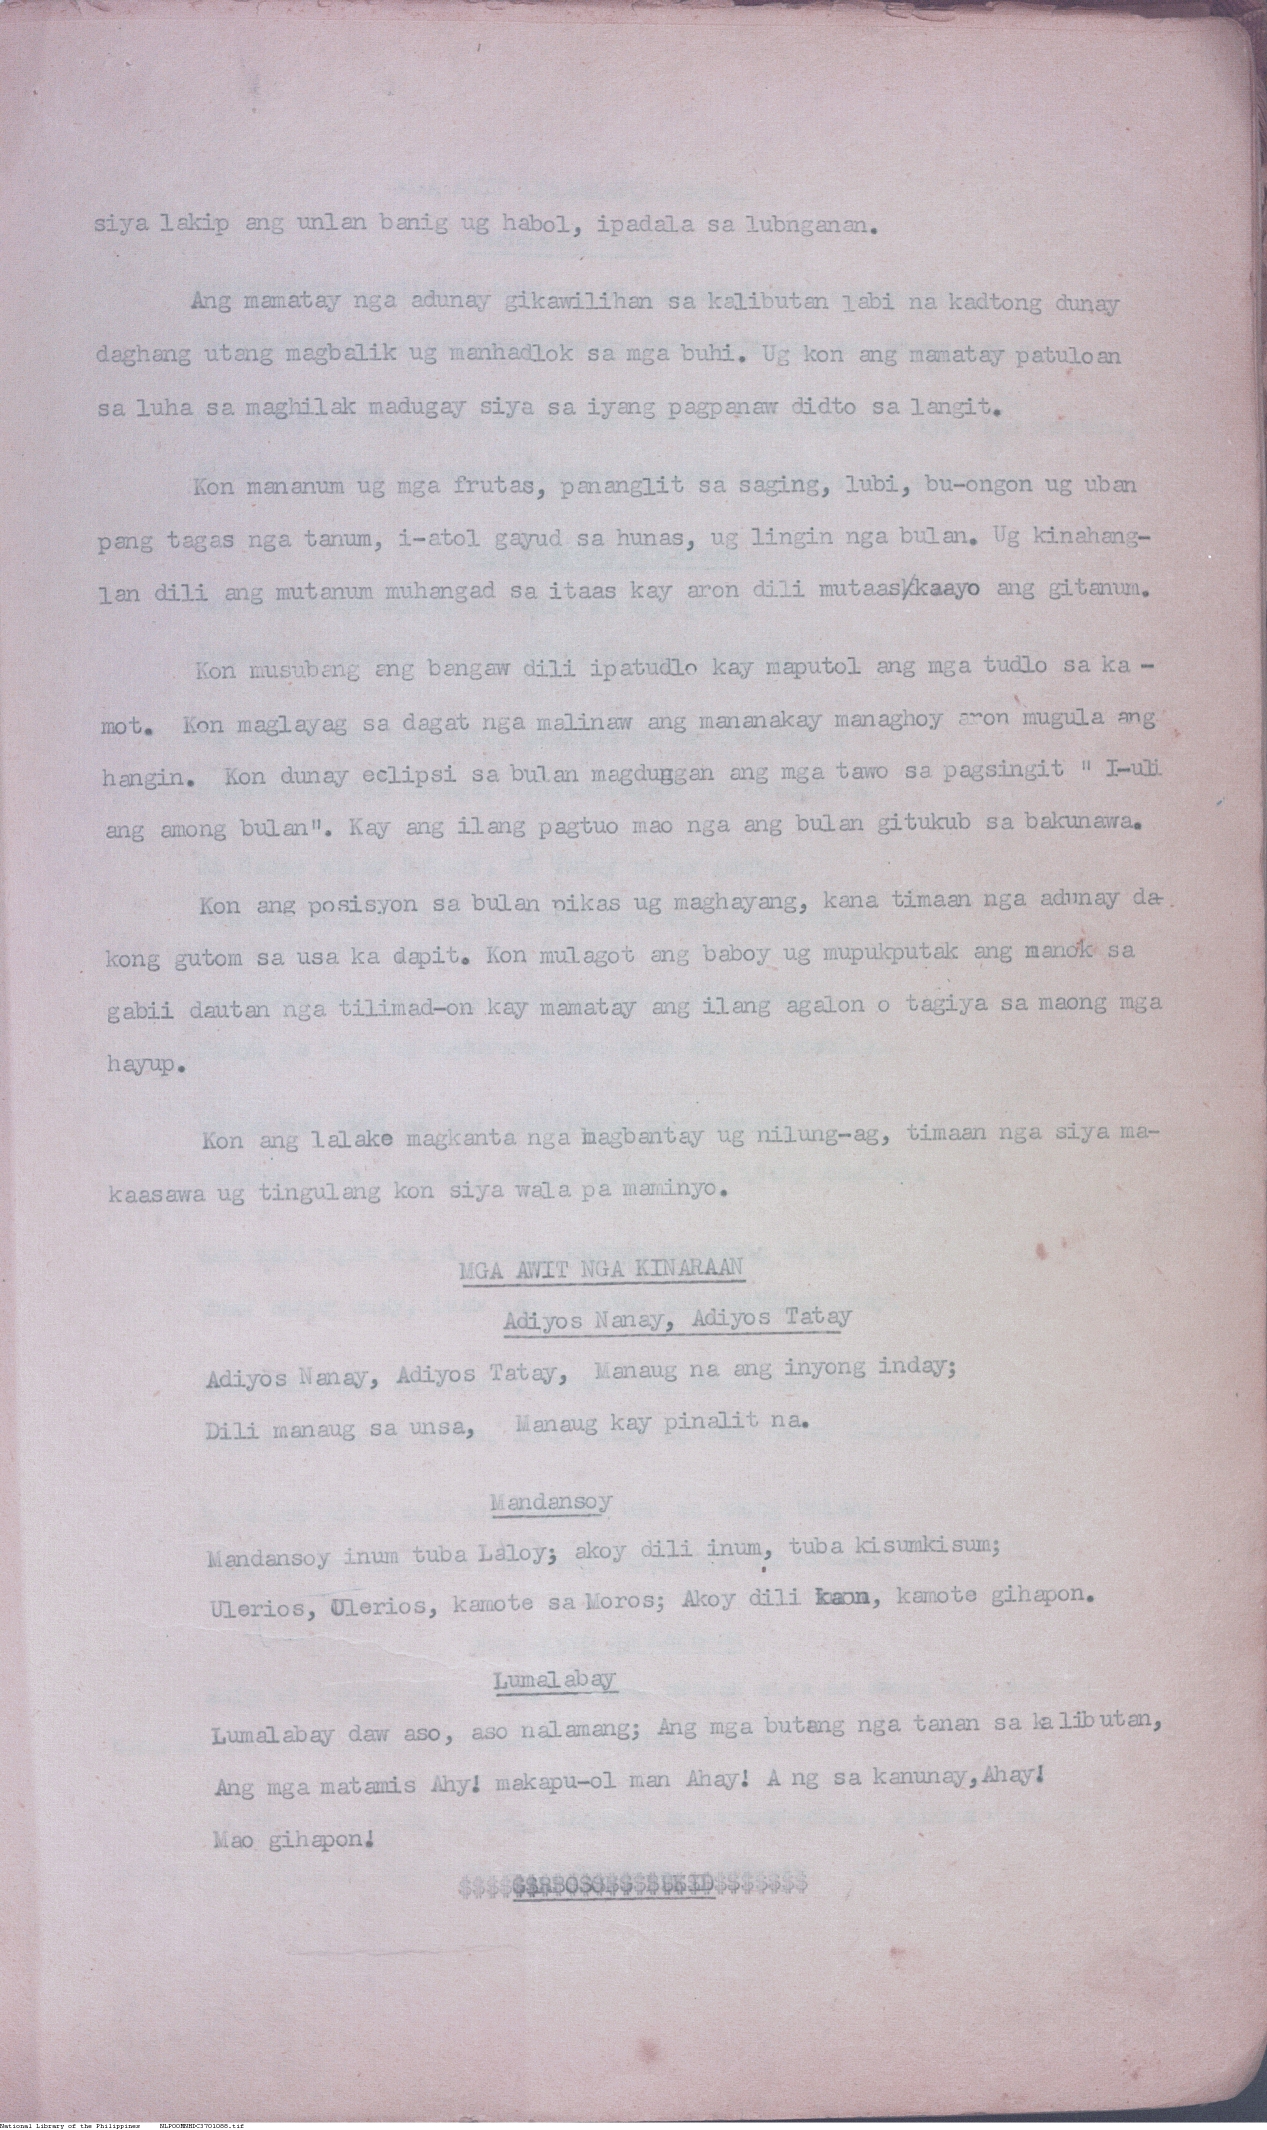 siya lakip ang unlan banig ug habol, ipadala sa lubnganan.
Ang mamatay nga adunay gikawilihan sa kalibutan labi na kadtong dunay
daghang utang magbalik ug manhadlok sa mga buhi. Ug kon ang mamatay patuloan
sa luha sa maghilak madugay siya sa iyang pagpanaw didto sa langit.
Kon mananum ug mga frutas, pananglit sa saging, lubi, bu-ongon ug uban
pang tagas nga tanum, i-atol gayud sa hunas, ug lingin nga bulan. Ug kinahang-
lan dili ang mutanum muhangad sa itaas kay aron dili mutaas/kaayo ang gitanum.
Kon musubang ang bangaw dili ipatudlo kay maputol ang mga tudlo sa ka -
mot. Kon maglayag sa dagat nga malinaw ang mananakay managhoy aron mugula ang
hangin. Kon dunay eclipsi sa bulan magduggan ang mga tawo sa pagsingit " I-uli
ang among bulan". Kay ang ilang pagtuo mao nga ang bulan gitukub sa bakunawa.
Kon ang posisyon sa bulan pikas ug maghayang, kana timaan nga adunay da-
kong gutom sa usa ka dapit. Kon mulagot ang baboy ug mupukputak ang manok sa
gabii dautan nga tilimad-on kay mamatay ang ilang agalon o tagiya sa maong mga
hayup.
Kon ang lalake magkanta nga magbantay ug nilung-ag, timaan nga siya ma-
kaasawa ug tingulang kon siya wala pa maminyo.
MGA AWIT NGA KINARAAN
Adiyos Nanay, Adiyos Tatay
Adiyos Nanay, Adiyos Tatay, Manaug na ang inyong inday;
Dili manaug sa unsa, Manaug kay pinalit na.
Mandansoy
Mandansoy inum tuba Laloy; akoy dili inum, tuba kisumkisum;
Ulerios, Ulerios, kamote sa Moros; Akoy dili kaon, kamote gihapon.
Lumalabay
Lumalabay daw aso, aso nalamang; Ang mga butang nga tanan sa kalibutan,
Ang mga matamis Ahy! makapu-ol man Ahay! A ng sa kanunay,Ahay!
Mao gihapon!
National Library of the Philippines NLPOORNHDC3701088.tif